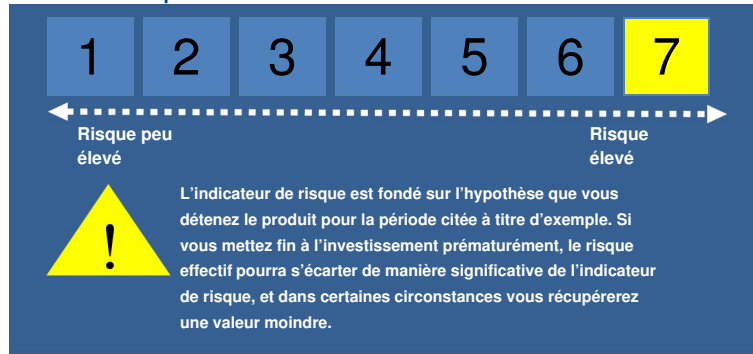 1 2 3 4 5 6 7
Risque peu Risque
élevé élevé
L'indicateur de risque est fondé sur l'hypothèse que vous
détenez le produit pour la période citée à titre d'exemple. Si
vous mettez fin à l'investissement prématurément, le risque
effectif pourra s'écarter de manière significative de l'indicateur
de risque, et dans certaines circonstances vous récupérerez
une valeur moindre.
!